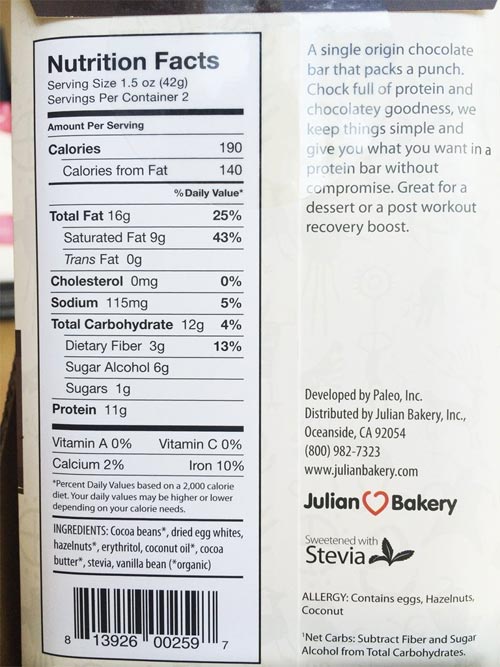 Nutrition Facts
Serving Size 1.5 oz (42g)
Servings Per Container 2
Amount Per Serving
Calories 190
Calories from Fat 140
% Daily Value*
Total Fat 16g 25%
Saturated Fat 9g 43%
Trans Fat 0g
Cholesterol 0mg 0%
Sodium 115mg 5%
Total Carbohydrate 12g 4%
Dietary Fiber 3g 13%
Sugar Alcohol 6g
Sugars 1g
Protein 11g
Vitamin A 0% Vitamin C 0%
Calcium 2% Iron 10%
*Percent Daily Values based on a 2,000 calorie
diet. Your daily values may be higher or lower
depending on your calorie needs.
INGREDIENTS: Cocoa beans*, dried egg whites,
hazelnuts*, erythritol, coconut oil*, cocoa
butter*, stevia, vanilla bean (*organic)
8 13926 00259 7
A single origin chocolate
bar that packs a punch.
Chock full of protein and
chocolatey goodness, we
keep things simple and
give you what you want in a
protein bar without
compromise. Great for a
dessert or a post workout
recovery boost.
Developed by Paleo, Inc.
Distributed by Julian Bakery, Inc.,
Oceanside, CA 92054
(800) 982-7323
www.julianbakery.com
Julian Bakery
Sweetened with
Stevia
ALLERGY: Contains eggs, Hazelnuts,
Coconut
¹Net Carbs: Subtract Fiber and Sugar
Alcohol from Total Carbohydrates.